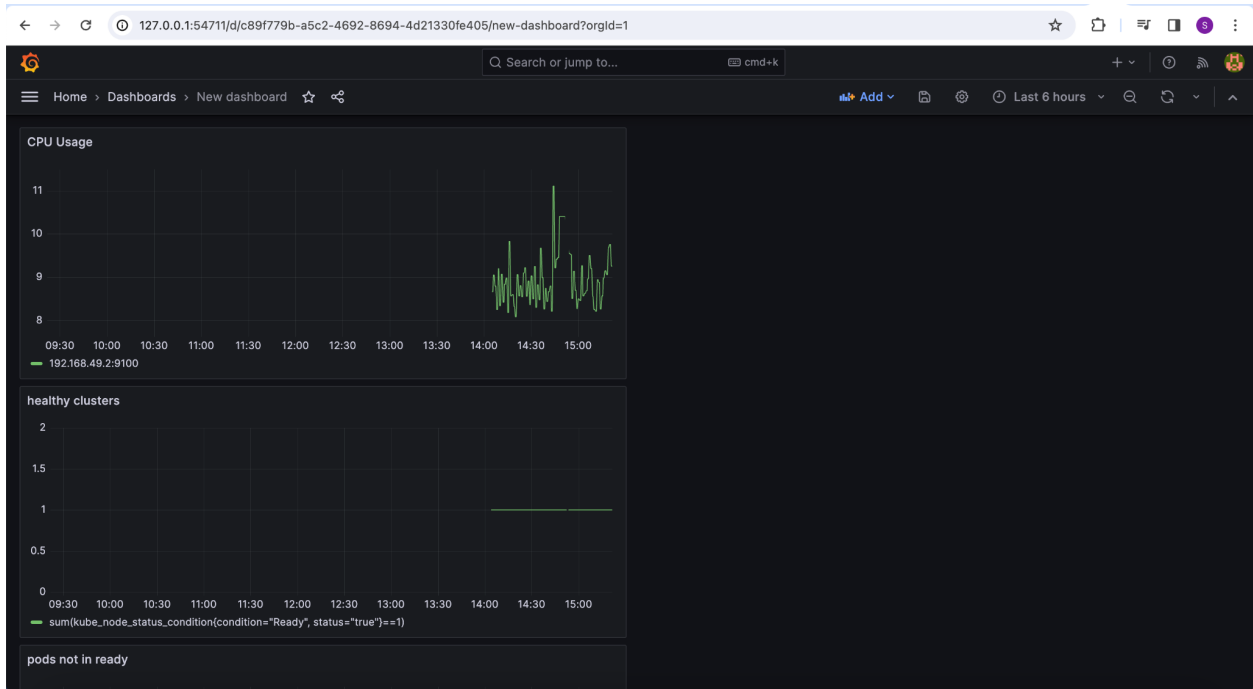 127.0.0.1:54711/d/c89f779b-a5c2-4692-8694-4d21330fe405/new-dashboard?orgId=1
S
Search or jump to... cmd+k
Home › Dashboards › New dashboard
Add
Last 6 hours
CPU Usage
11
10
9
8
09:30 10:00 10:30 11:00 11:30 12:00 12:30 13:00 13:30 14:00 14:30 15:00
192.168.49.2:9100
healthy clusters
2
1.5
1
0.5
0
09:30 10:00 10:30 11:00 11:30 12:00 12:30 13:00 13:30 14:00 14:30 15:00
sum(kube_node_status_condition{condition="Ready", status="true"}==1)
pods not in ready